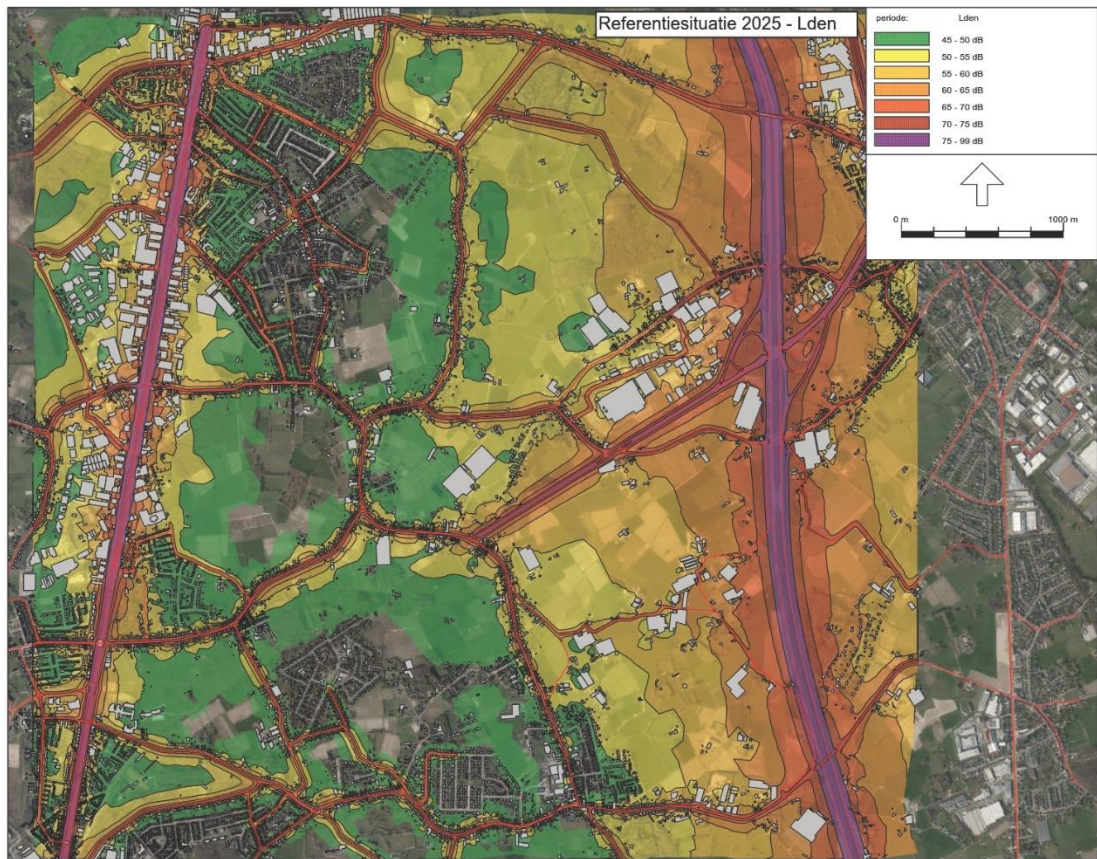 Referentiesituatie 2025 - Lden
periode: Lden
45 - 50 dB
50 - 55 dB
55 - 60 dB
60 - 65 dB
65 - 70 dB
70 - 75 dB
75 - 99 dB
0 m 1000 m